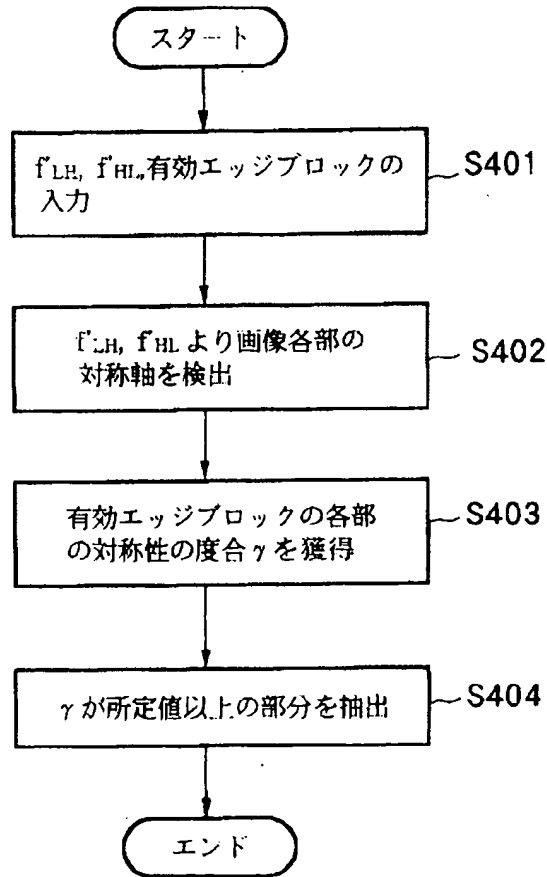 スタート
f'LH, f'HL, 有効エッジブロックの
入力
S401
f'LH, f'HL より画像各部の
対称軸を検出
S402
有効エッジブロックの各部
の対称性の度合γを獲得
S403
γが所定値以上の部分を抽出
S404
エンド